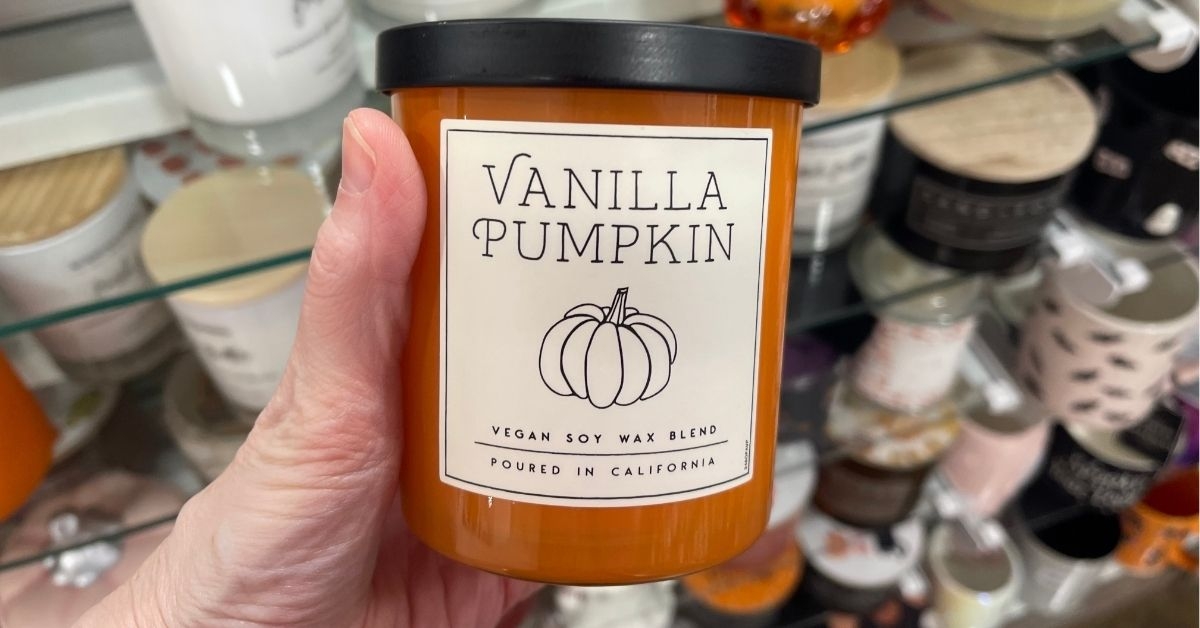 VANILLA
PUMPKIN
VEGAN SOY WAX BLEND
POURED IN CALIFORNIA